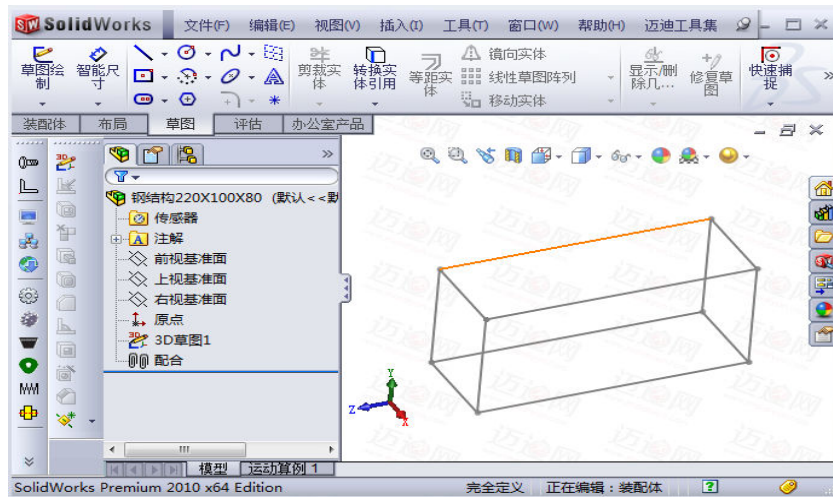 SolidWorks 文件(F) 编辑(E) 视图(V) 插入(I) 工具(T) 窗口(W) 帮助(H) 迈迪工具集
草图绘制 智能尺寸 剪裁实体 转换实体引用 等距实体 镜向实体 显示/删除几... 修复草图 快速捕捉
线性草图阵列
移动实体
装配体 布局 草图 评估 办公室产品
钢结构220X100X80 (默认<<默
传感器
注解
前视基准面
上视基准面
右视基准面
原点
3D草图1
配合
Y
Z
X
模型 运动算例 1
SolidWorks Premium 2010 x64 Edition 完全定义 正在编辑：装配体